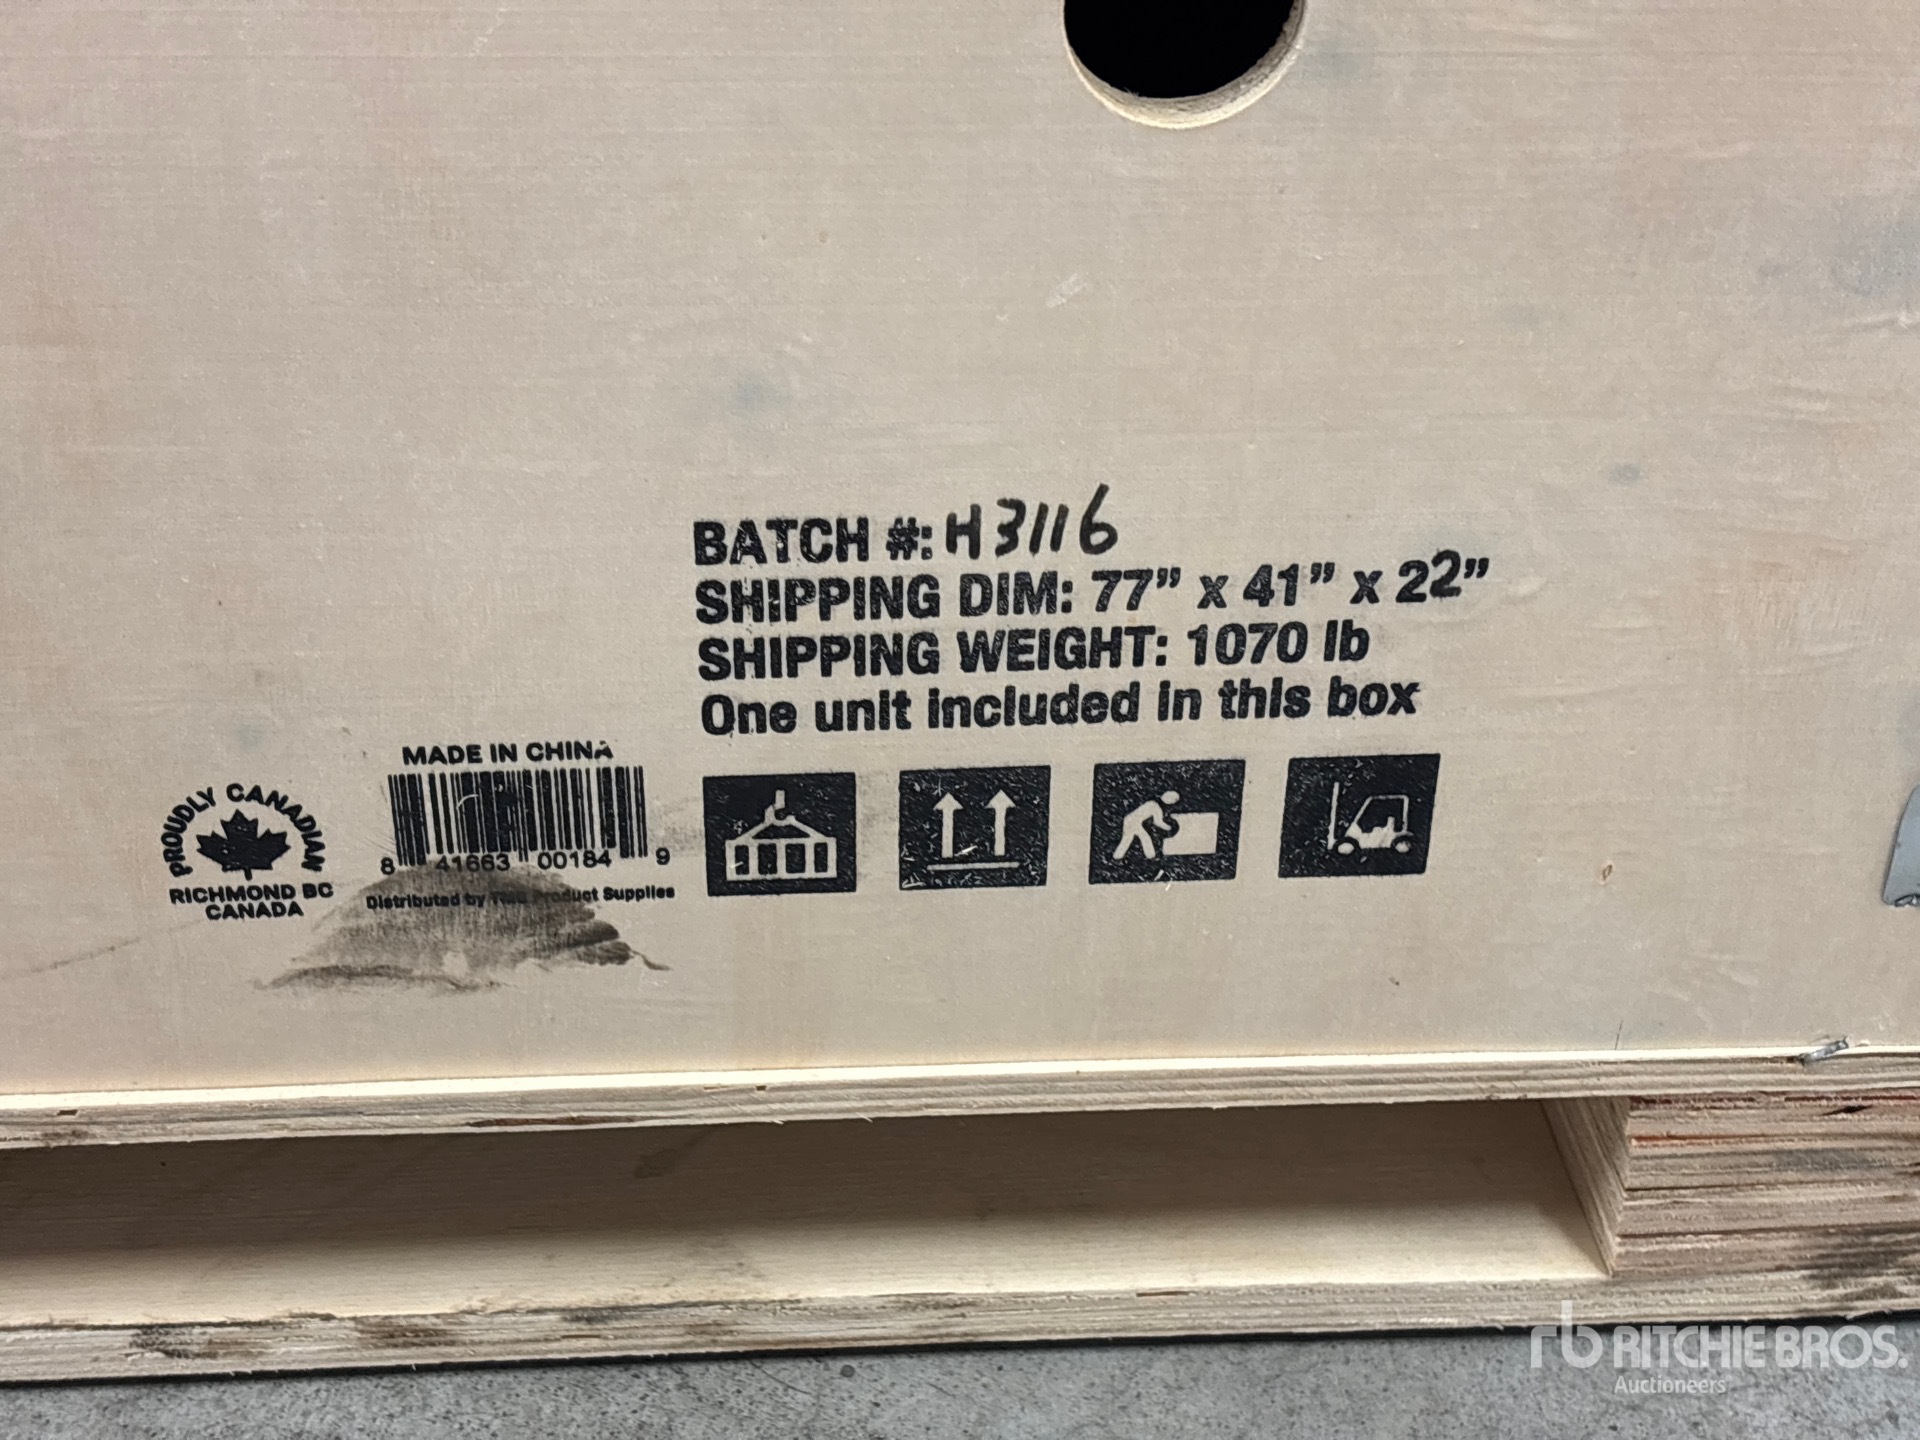 BATCH #: H3116
SHIPPING DIM: 77” x 41” x 22”
SHIPPING WEIGHT: 1070 lb
One unit included in this box
MADE IN CHINA
8 41663 00184 9
Distributed by Product Supplies
PROUDLY CANADIAN
RICHMOND BC
CANADA
rb RITCHIE BROS.
Auctioneers